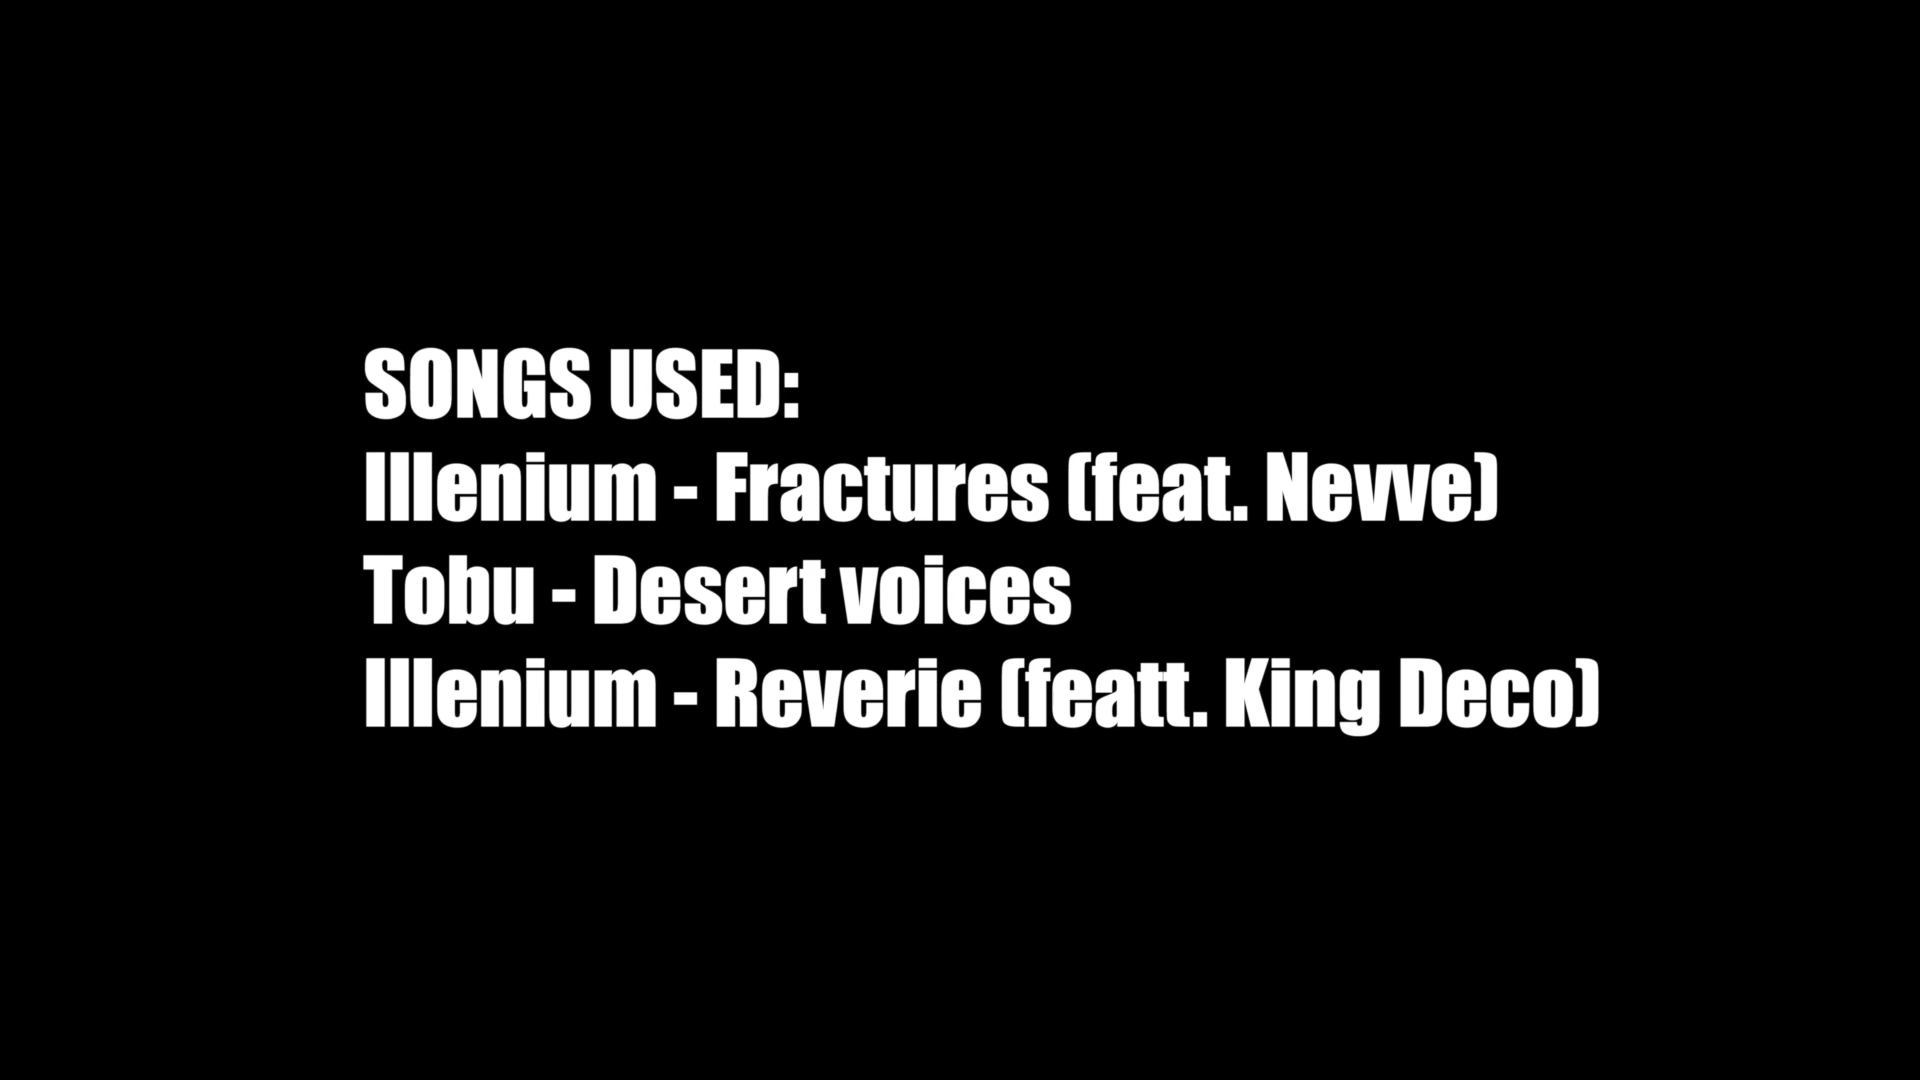 SONGS USED:
Illenium - Fractures (feat. Nevve)
Tobu - Desert voices
Illenium - Reverie (featt. King Deco)